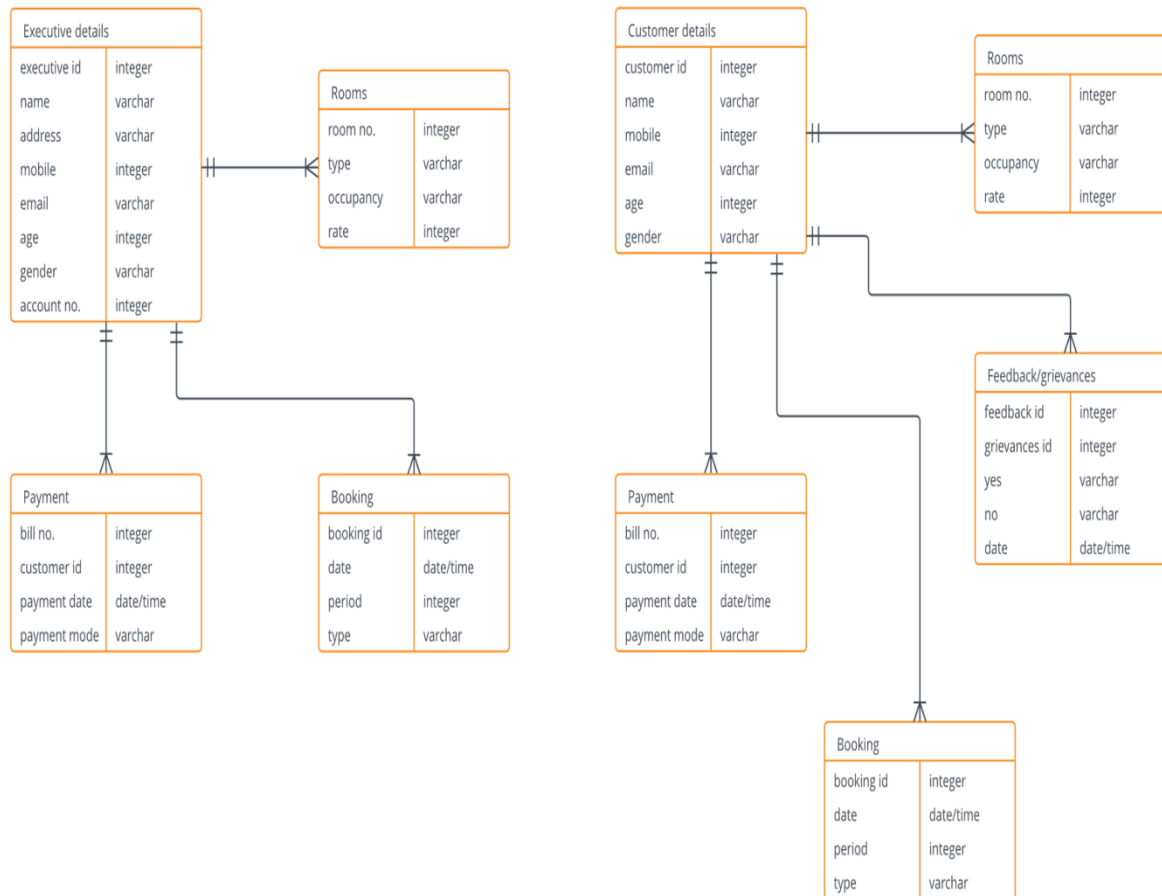 Executive details
executive id integer
name varchar
address varchar
mobile integer
email varchar
age integer
gender varchar
account no. integer
Rooms
room no. integer
type varchar
occupancy varchar
rate integer
Payment
bill no. integer
customer id integer
payment date date/time
payment mode varchar
Booking
booking id integer
date date/time
period integer
type varchar
Customer details
customer id integer
name varchar
mobile integer
email varchar
age integer
gender varchar
Rooms
room no. integer
type varchar
occupancy varchar
rate integer
Feedback/grievances
feedback id integer
grievances id integer
yes varchar
no varchar
date date/time
Payment
bill no. integer
customer id integer
payment date date/time
payment mode varchar
Booking
booking id integer
date date/time
period integer
type varchar